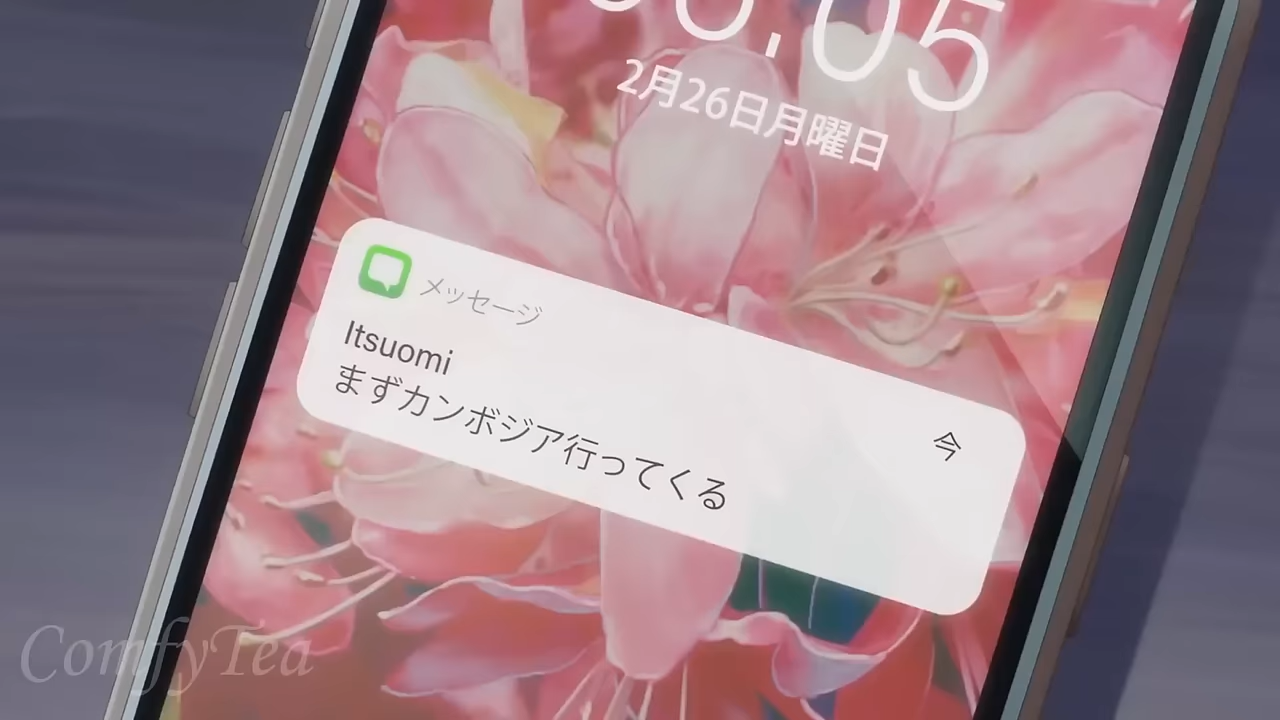 2月26日月曜日
メッセージ
Itsuomi
今
まずカンボジア行ってくる
ComfyTea